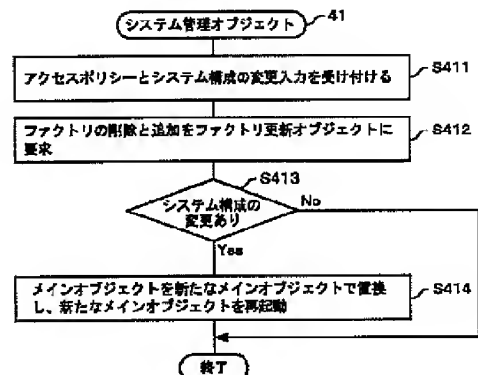 システム管理オブジェクト
41
アクセスポリシーとシステム構成の変更入力を受け付ける
S411
ファクトリの削除と追加をファクトリ更新オブジェクトに
要求
S412
S413
システム構成の
変更あり
No
Yes
メインオブジェクトを新たなメインオブジェクトで置換
し、新たなメインオブジェクトを再起動
S414
終了